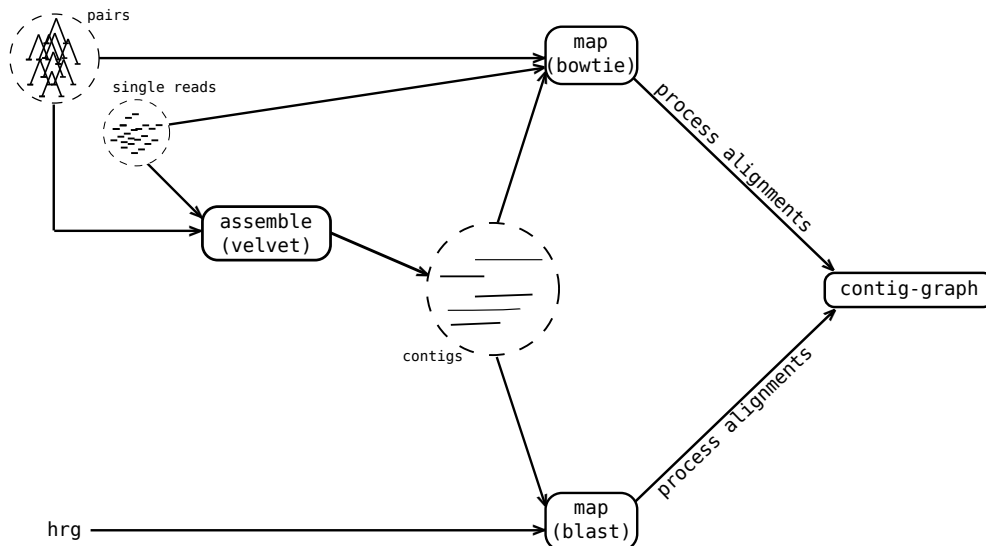 pairs
map
(bowtie)
single reads
process alignments
assemble
(velvet)
contig-graph
contigs
process alignments
map
(blast)
hrg